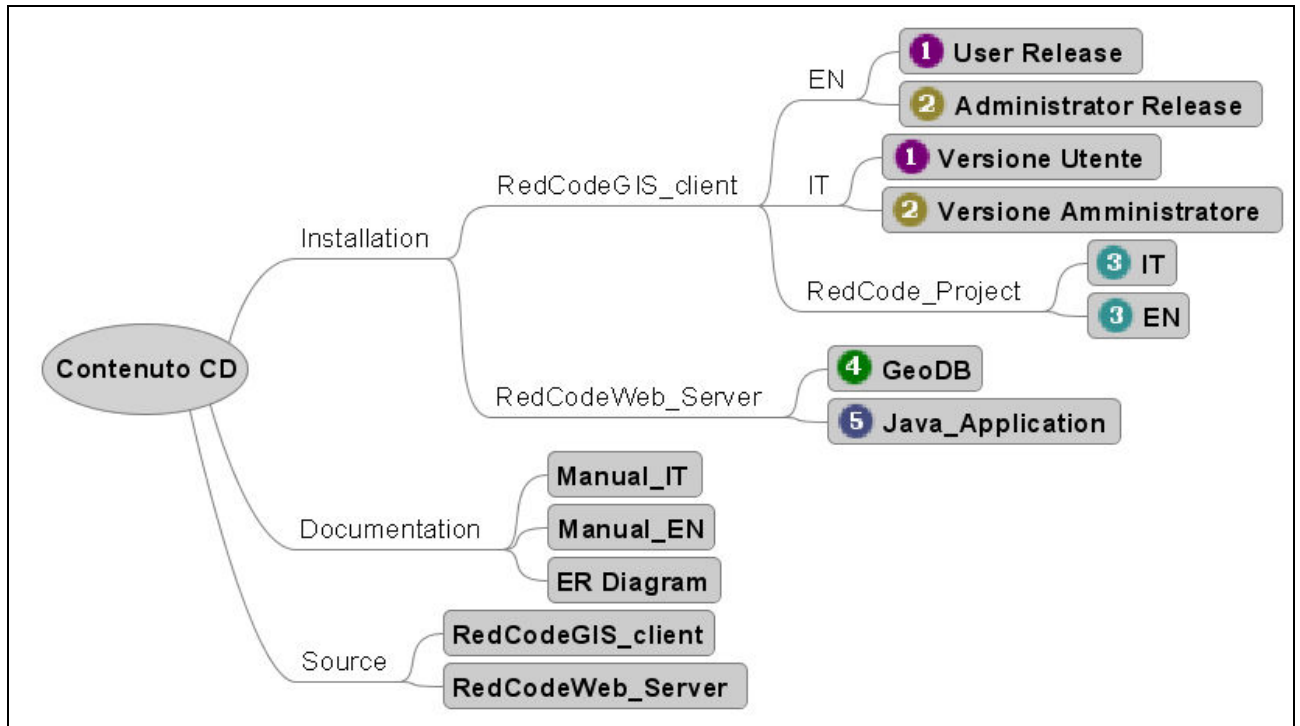 Contenuto CD
Installation
RedCodeGIS_client
EN
1 User Release
2 Administrator Release
IT
1 Versione Utente
2 Versione Amministratore
RedCode_Project
3 IT
3 EN
RedCodeWeb_Server
4 GeoDB
5 Java_Application
Documentation
Manual_IT
Manual_EN
ER Diagram
Source
RedCodeGIS_client
RedCodeWeb_Server